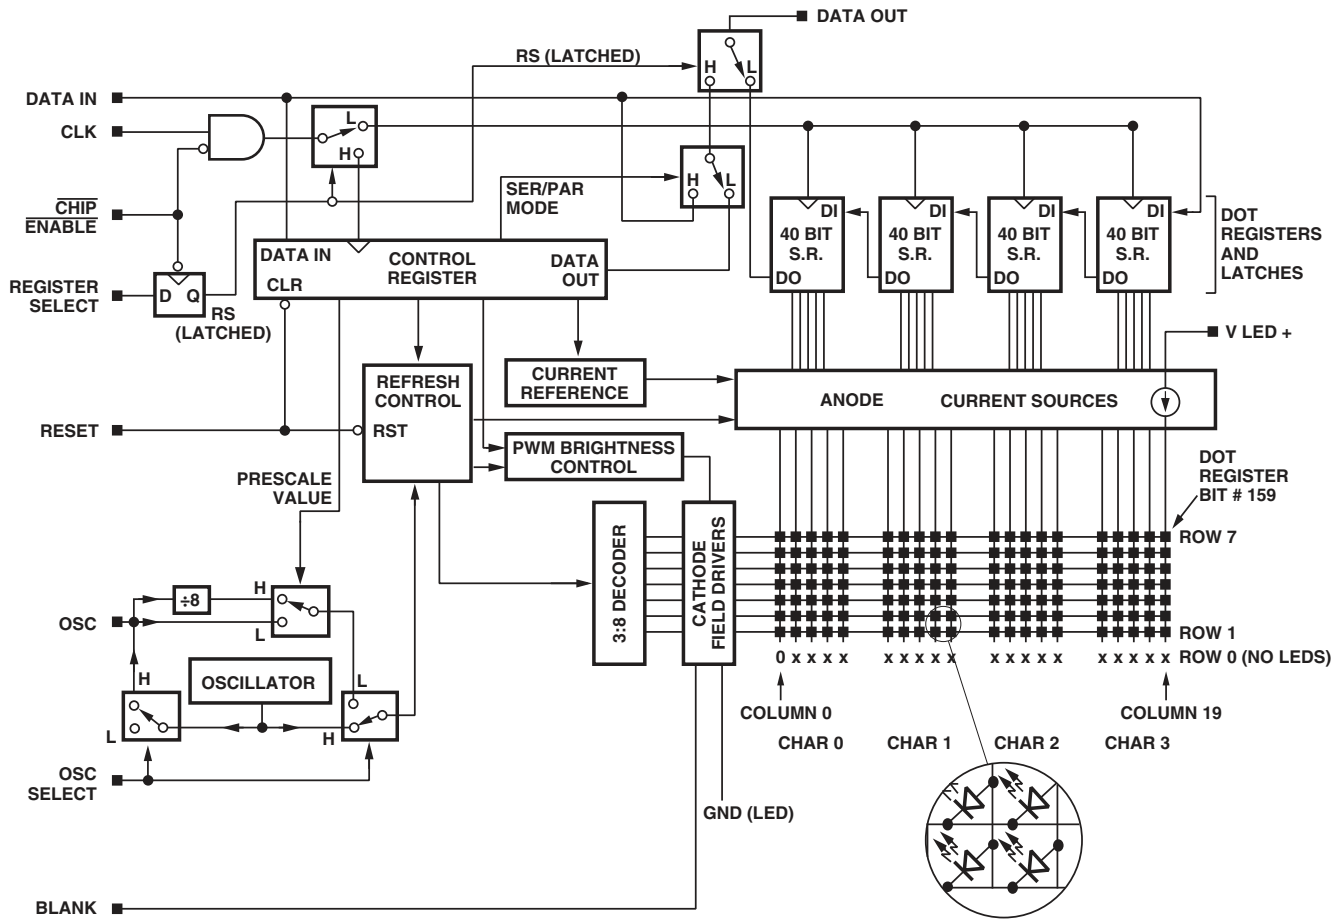 DATA OUT
RS (LATCHED)
H
L
DATA IN
CLK
L
H
H
L
SER/PAR
MODE
CHIP
ENABLE
DI
40 BIT
S.R.
DO
DI
40 BIT
S.R.
DO
DI
40 BIT
S.R.
DO
DI
40 BIT
S.R.
DO
DOT
REGISTERS
AND
LATCHES
DATA IN
CONTROL
REGISTER
DATA
OUT
CLR
REGISTER
SELECT
D Q
RS
(LATCHED)
V LED +
REFRESH
CONTROL
RST
CURRENT
REFERENCE
ANODE CURRENT SOURCES
RESET
PWM BRIGHTNESS
CONTROL
PRESCALE
VALUE
DOT
REGISTER
BIT # 159
3:8 DECODER
CATHODE
FIELD DRIVERS
ROW 7
÷8
H
L
OSC
ROW 1
0 x x x x x x x x x x x x x x x x x x x ROW 0 (NO LEDS)
H
L
OSCILLATOR
L
H
COLUMN 0
COLUMN 19
CHAR 0 CHAR 1 CHAR 2 CHAR 3
OSC
SELECT
GND (LED)
BLANK